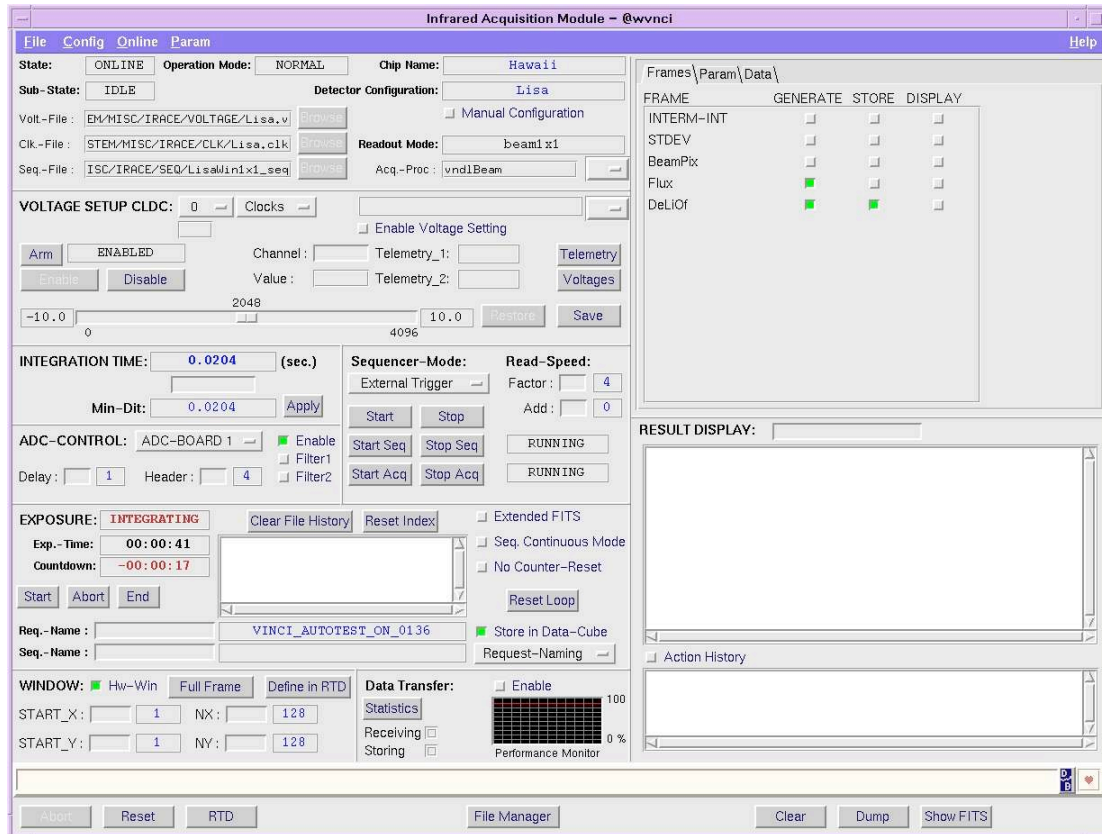 Infrared Acquisition Module – @wvnci
File Config Online Param Help
State: ONLINE Operation Mode: NORMAL Chip Name: Hawaii
Sub-State: IDLE Detector Configuration: Lisa
Volt-File : EM/MISC/IRACE/VOLTAGE/Lisa.v Browse Manual Configuration
Clk.-File : STEM/MISC/IRACE/CLK/Lisa.clk Browse Readout Mode: beam1x1
Seq.-File : ISC/IRACE/SEQ/LisaWin1x1_seq Browse Acq.-Proc : vndlBeam
VOLTAGE SETUP CLDC: 0 Clocks
Enable Voltage Setting
Arm ENABLED Channel : Telemetry_1: Telemetry
Enable Disable Value : Telemetry_2: Voltages
2048
-10.0 10.0 Restore Save
0 4096
INTEGRATION TIME: 0.0204 (sec.)
Min-Dit: 0.0204 Apply
Sequencer-Mode: Read-Speed:
External Trigger Factor : 4
Start Stop Add : 0
Start Seq Stop Seq RUNNING
Start Acq Stop Acq RUNNING
ADC-CONTROL: ADC-BOARD 1 Enable
Filter1
Delay : 1 Header : 4 Filter2
EXPOSURE: INTEGRATING Clear File History Reset Index Extended FITS
Exp.-Time: 00:00:41 Seq. Continuous Mode
Countdown: -00:00:17 No Counter-Reset
Start Abort End Reset Loop
Req.-Name : VINCI_AUTOTEST_ON_0136 Store in Data-Cube
Seq.-Name : Request-Naming
WINDOW: Hw-Win Full Frame Define in RTD
START_X : 1 NX : 128
START_Y : 1 NY : 128
Data Transfer: Enable
Statistics 100
Receiving
Storing 0 %
Performance Monitor
Frames Param Data
FRAME GENERATE STORE DISPLAY
INTERM-INT
STDEV
BeamPix
Flux
DeLiOf
RESULT DISPLAY:
Action History
Abort Reset RTD File Manager Clear Dump Show FITS